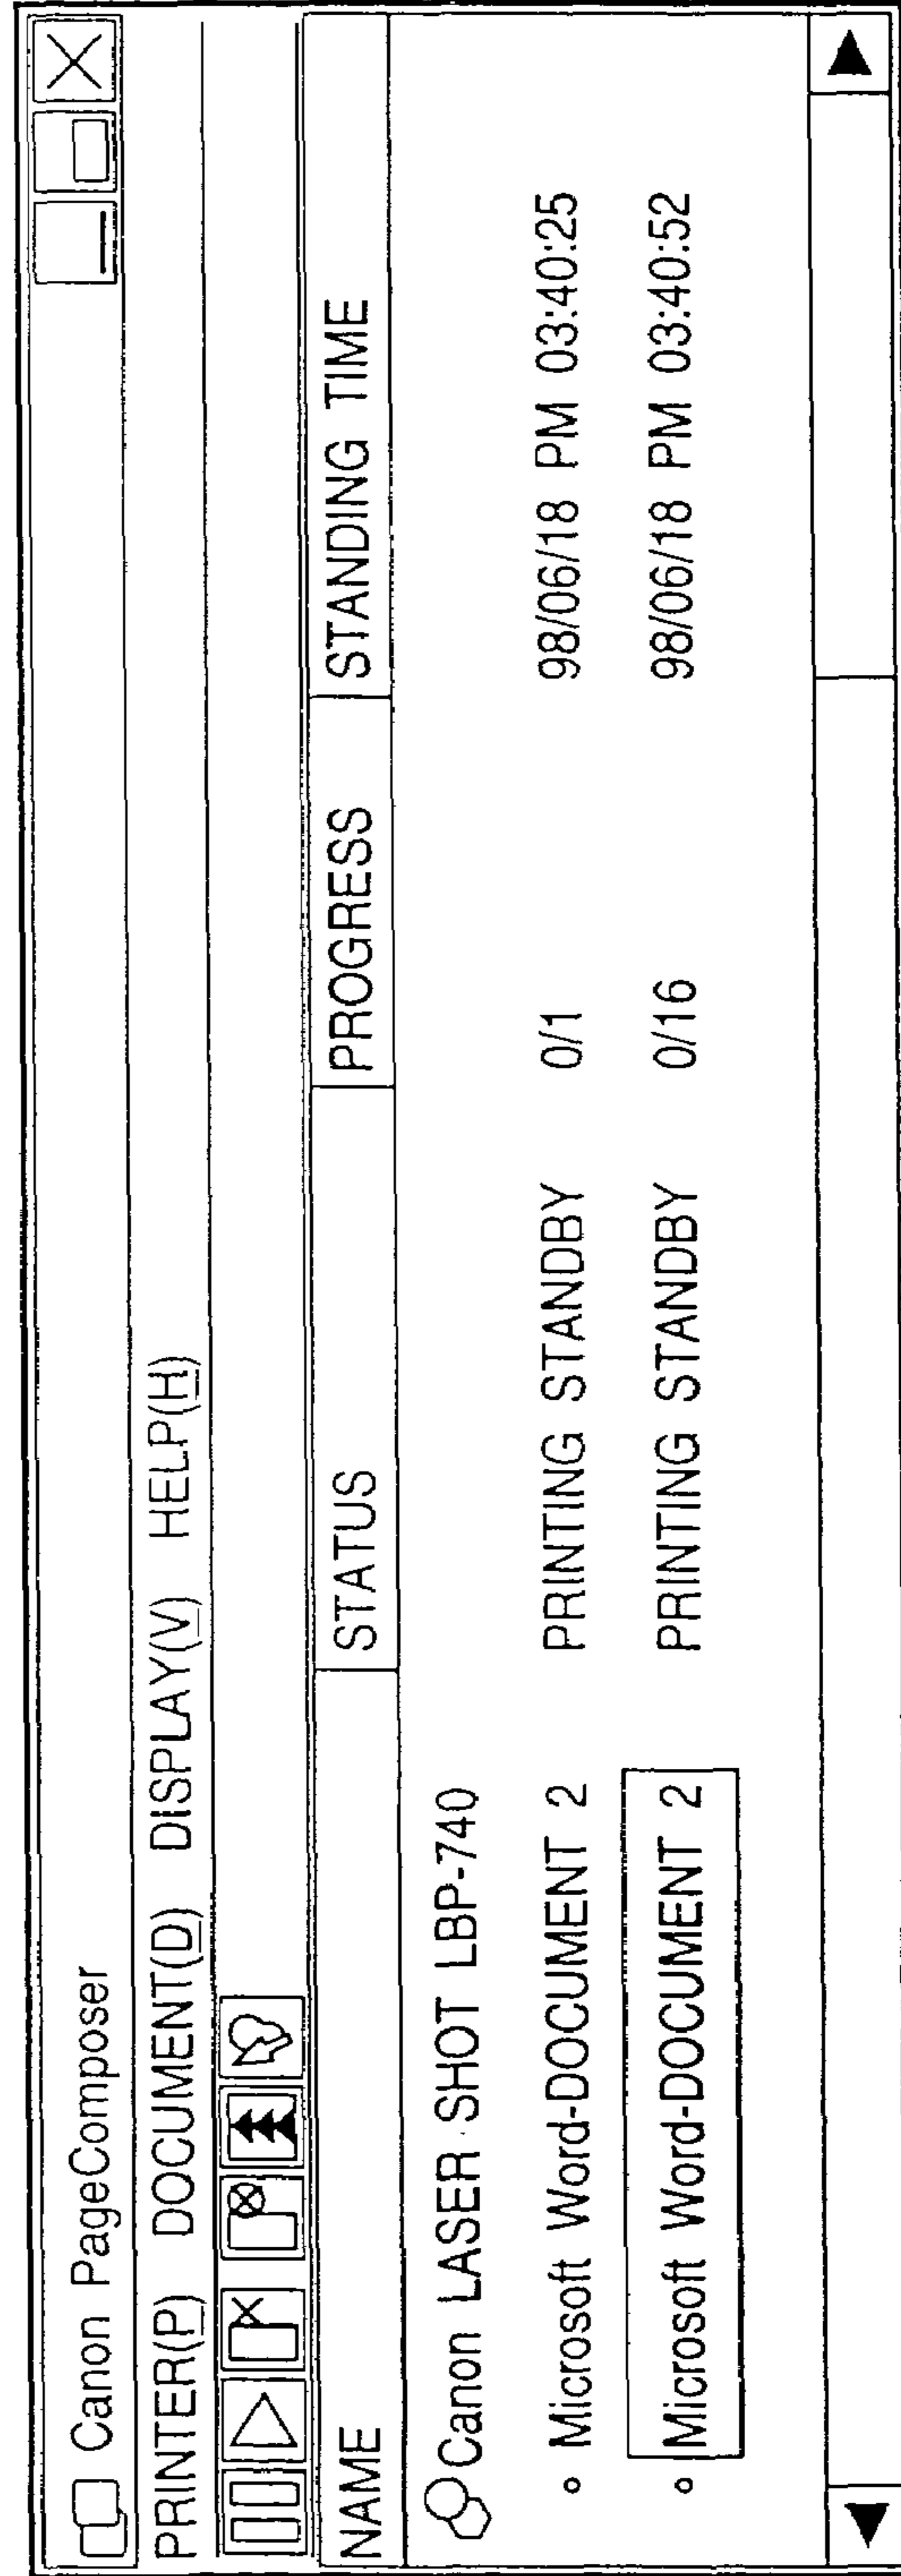 Canon PageComposer
PRINTER(P) DOCUMENT(D) DISPLAY(V) HELP(H)
NAME STATUS PROGRESS STANDING TIME
Canon LASER SHOT LBP-740
Microsoft Word-DOCUMENT 2 PRINTING STANDBY 0/1 98/06/18 PM 03:40:25
Microsoft Word-DOCUMENT 2 PRINTING STANDBY 0/16 98/06/18 PM 03:40:52